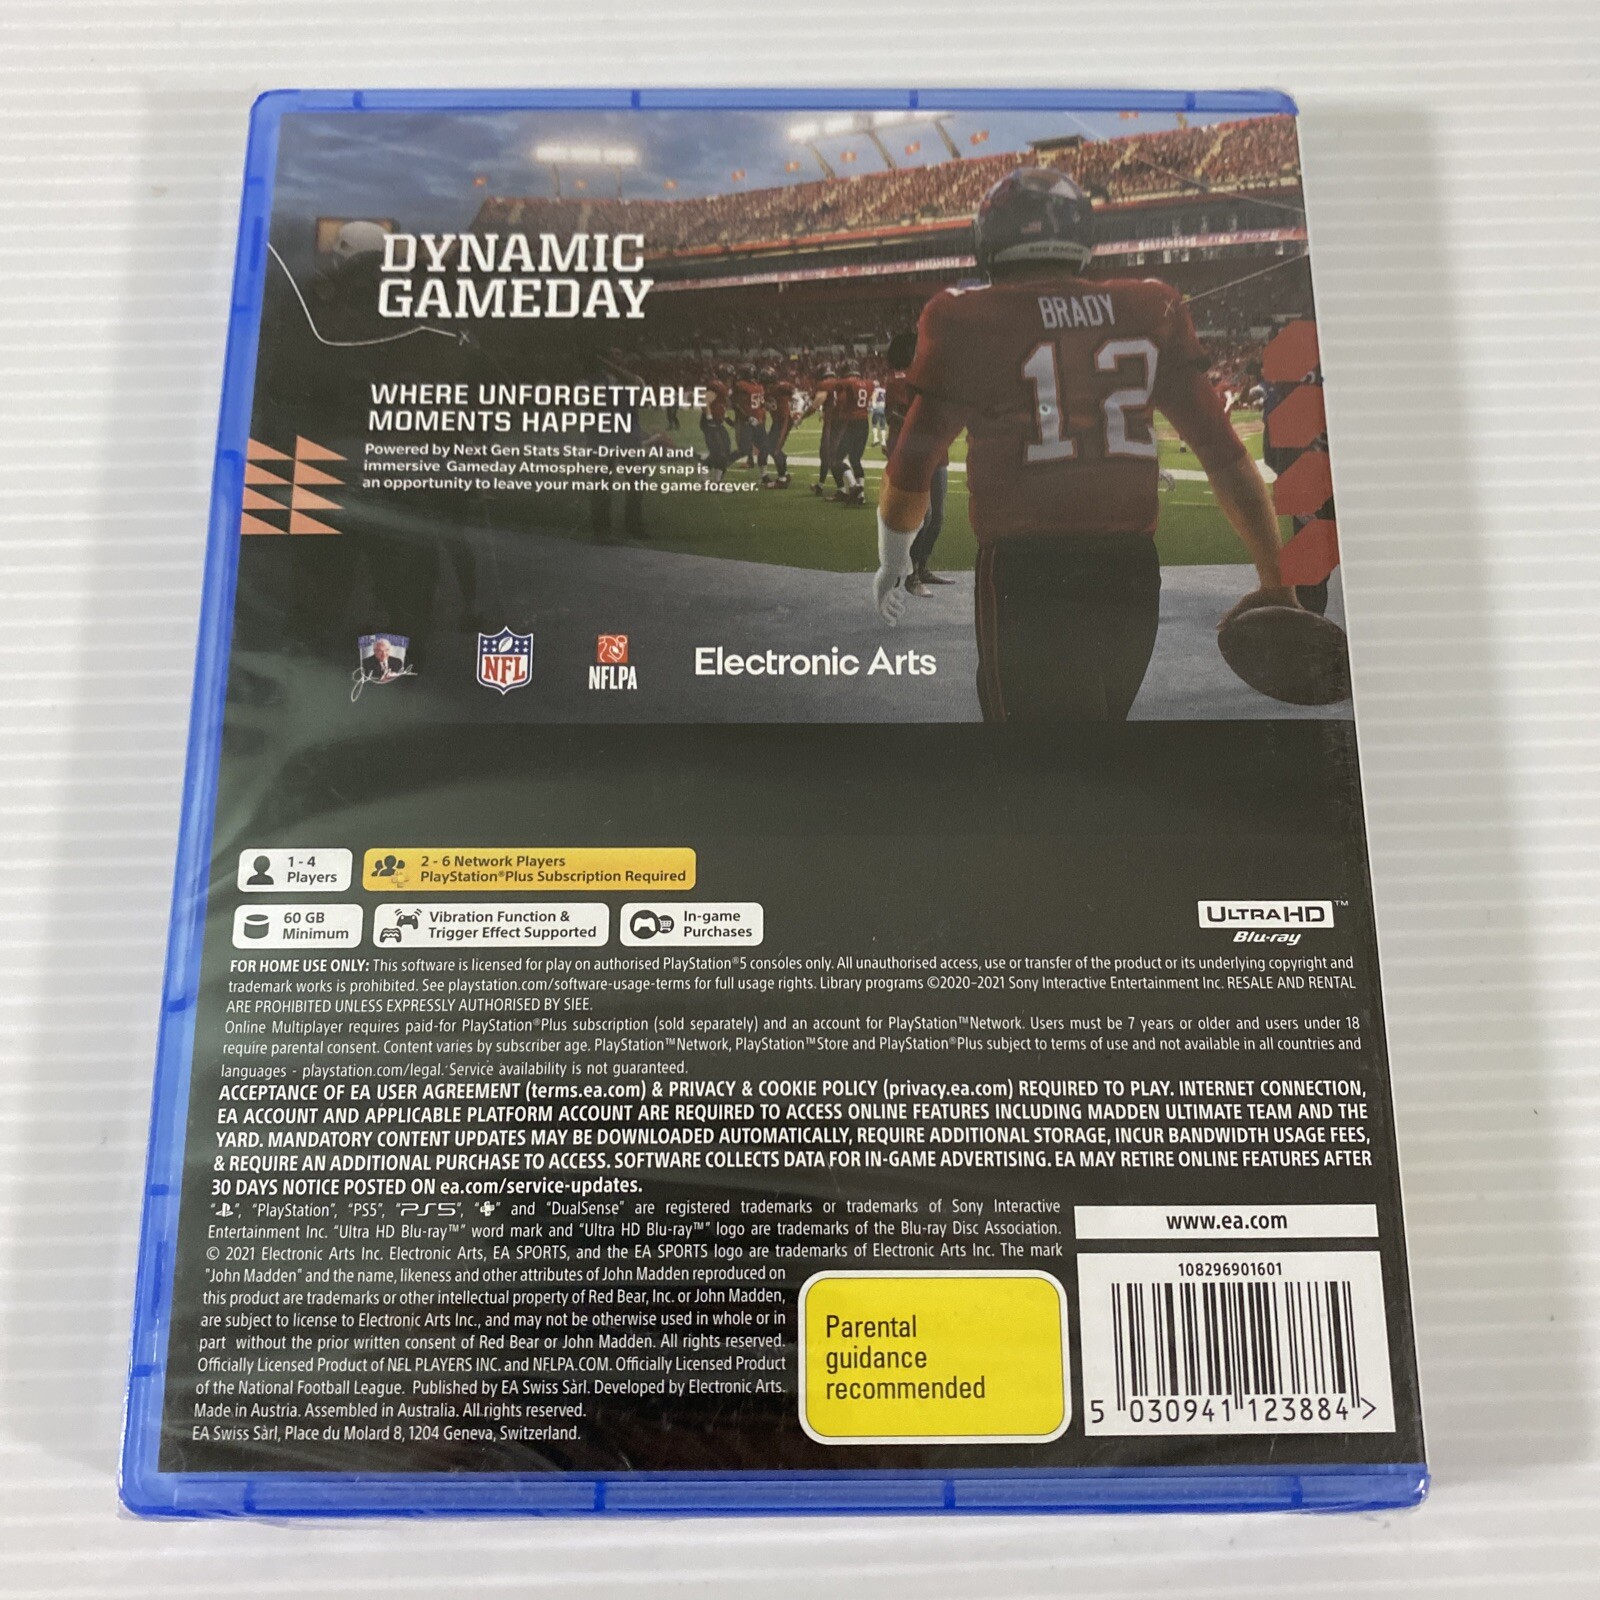 DYNAMIC
GAMEDAY
BRADY
12
WHERE UNFORGETTABLE
MOMENTS HAPPEN
Powered by Next Gen Stats Star-Driven AI and
immersive Gameday Atmosphere, every snap is
an opportunity to leave your mark on the game forever.
NFL
NFLPA
Electronic Arts
1 - 4
Players
2 - 6 Network Players
PlayStation®Plus Subscription Required
60 GB
Minimum
Vibration Function &
Trigger Effect Supported
In-game
Purchases
ULTRA HD™
Blu-ray
FOR HOME USE ONLY: This software is licensed for play on authorised PlayStation®5 consoles only. All unauthorised access, use or transfer of the product or its underlying copyright and
trademark works is prohibited. See playstation.com/software-usage-terms for full usage rights. Library programs ©2020-2021 Sony Interactive Entertainment Inc. RESALE AND RENTAL
ARE PROHIBITED UNLESS EXPRESSLY AUTHORISED BY SIEE.
Online Multiplayer requires paid-for PlayStation®Plus subscription (sold separately) and an account for PlayStation™Network. Users must be 7 years or older and users under 18
require parental consent. Content varies by subscriber age. PlayStation™Network, PlayStation™Store and PlayStation®Plus subject to terms of use and not available in all countries and
languages - playstation.com/legal. Service availability is not guaranteed.
ACCEPTANCE OF EA USER AGREEMENT (terms.ea.com) & PRIVACY & COOKIE POLICY (privacy.ea.com) REQUIRED TO PLAY. INTERNET CONNECTION,
EA ACCOUNT AND APPLICABLE PLATFORM ACCOUNT ARE REQUIRED TO ACCESS ONLINE FEATURES INCLUDING MADDEN ULTIMATE TEAM AND THE
YARD. MANDATORY CONTENT UPDATES MAY BE DOWNLOADED AUTOMATICALLY, REQUIRE ADDITIONAL STORAGE, INCUR BANDWIDTH USAGE FEES,
& REQUIRE AN ADDITIONAL PURCHASE TO ACCESS. SOFTWARE COLLECTS DATA FOR IN-GAME ADVERTISING. EA MAY RETIRE ONLINE FEATURES AFTER
30 DAYS NOTICE POSTED ON ea.com/service-updates.
"", "PlayStation", "PS5", "PS5", "" and "DualSense" are registered trademarks or trademarks of Sony Interactive
Entertainment Inc. "Ultra HD Blu-ray™" word mark and "Ultra HD Blu-ray™" logo are trademarks of the Blu-ray Disc Association.
© 2021 Electronic Arts Inc. Electronic Arts, EA SPORTS, and the EA SPORTS logo are trademarks of Electronic Arts Inc. The mark
"John Madden" and the name, likeness and other attributes of John Madden reproduced on
this product are trademarks or other intellectual property of Red Bear, Inc. or John Madden,
are subject to license to Electronic Arts Inc., and may not be otherwise used in whole or in
part without the prior written consent of Red Bear or John Madden. All rights reserved.
Officially Licensed Product of NFL PLAYERS INC. and NFLPA.COM. Officially Licensed Product
of the National Football League. Published by EA Swiss Sàrl. Developed by Electronic Arts.
Made in Austria. Assembled in Australia. All rights reserved.
EA Swiss Sàrl, Place du Molard 8, 1204 Geneva, Switzerland.
Parental
guidance
recommended
www.ea.com
108296901601
5 030941 123884 >